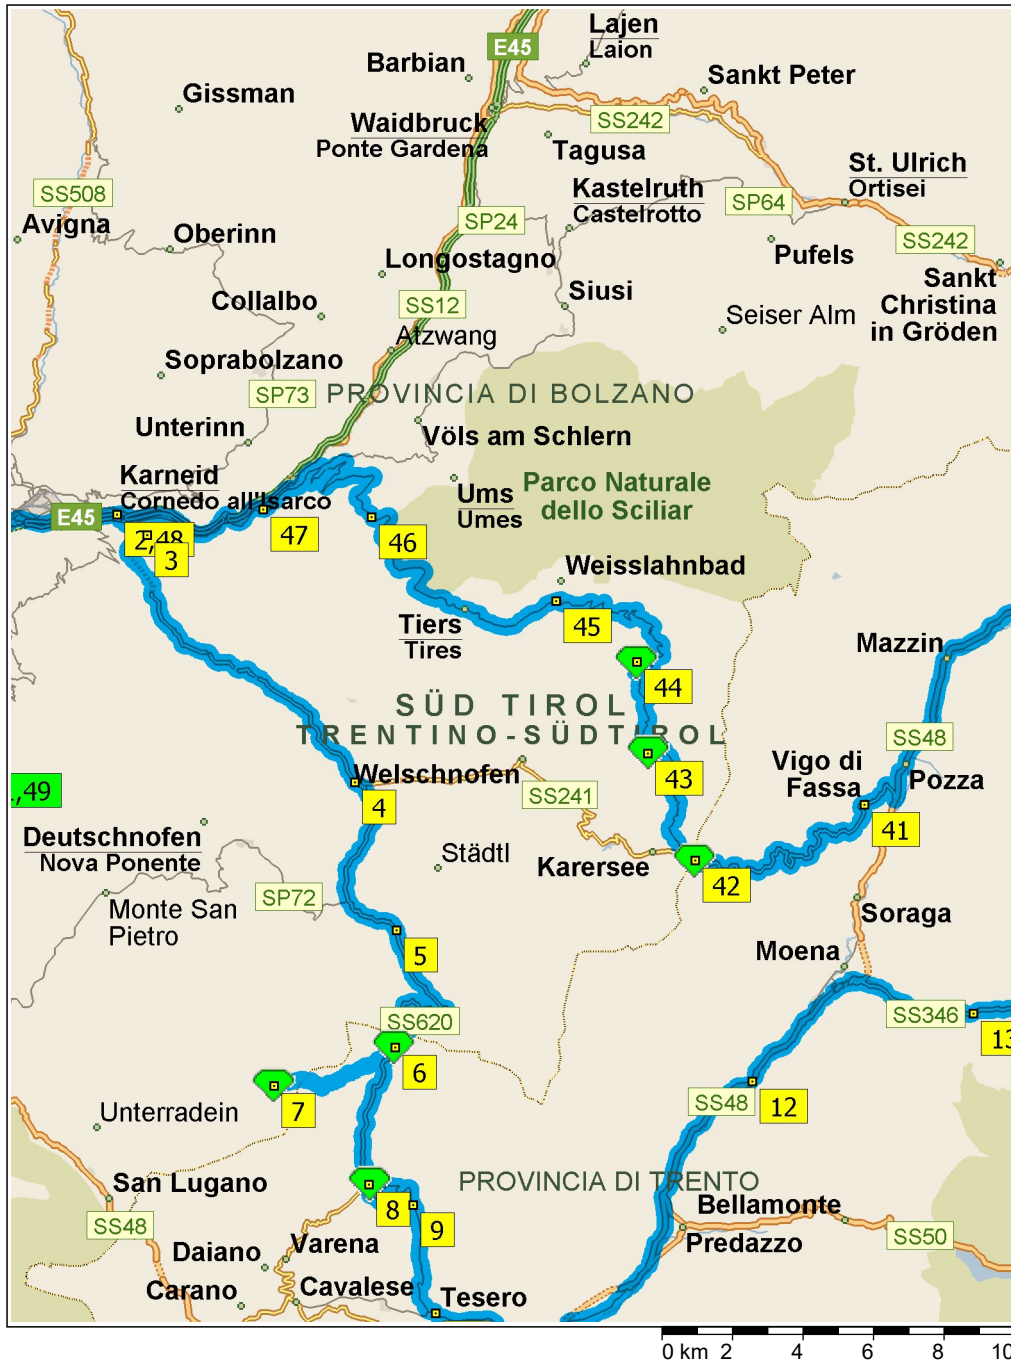 Lajen
Laion
E45
Barbian
Sankt Peter
Gissman
SS242
Waidbruck
Ponte Gardena
Tagusa
St. Ulrich
Ortisei
SS508
Kastelruth
Castelrotto
SP64
Avigna
SP24
Oberinn
SS242
Pufels
Longostagno
Sankt
Christina
in Gröden
Siusi
Collalbo
SS12
Seiser Alm
Atzwang
Soprabolzano
SP73
PROVINCIA DI BOLZANO
Unterinn
Völs am Schlern
Karneid
Cornedo all'Isarco
Ums
Umes
Parco Naturale
dello Sciliar
E45
2,48
3
47
46
Weisslahnbad
Tiers
Tires
45
Mazzin
44
SÜD TIROL
TRENTINO-SÜDTIROL
SS48
Vigo di
Fassa
Pozza
Welschnofen
43
,49
4
SS241
41
Deutschnofen
Nova Ponente
Städtl
Karersee
42
SP72
Monte San
Pietro
Soraga
5
Moena
SS620
SS346
13
6
7
Unterradein
SS48
12
San Lugano
PROVINCIA DI TRENTO
8
9
Bellamonte
SS48
Predazzo
SS50
Daiano
Varena
Carano
Cavalese
Tesero
0 km 2 4 6 8 10